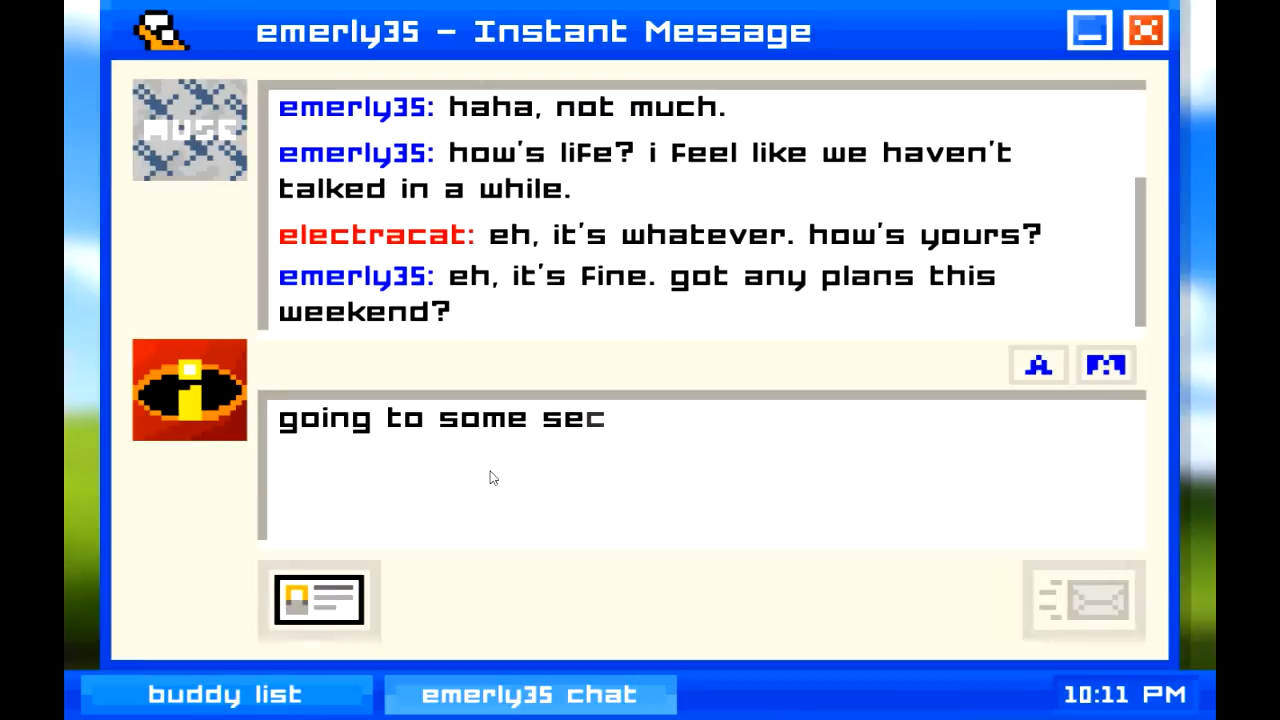 emerly35 - Instant Message
MUSE
emerly35: haha, not much.
emerly35: how's life? i feel like we haven't
talked in a while.
electracat: eh, it's whatever. how's yours?
emerly35: eh, it's fine. got any plans this
weekend?
i
A
going to some sec
buddy list
emerly35 chat
10:11 PM